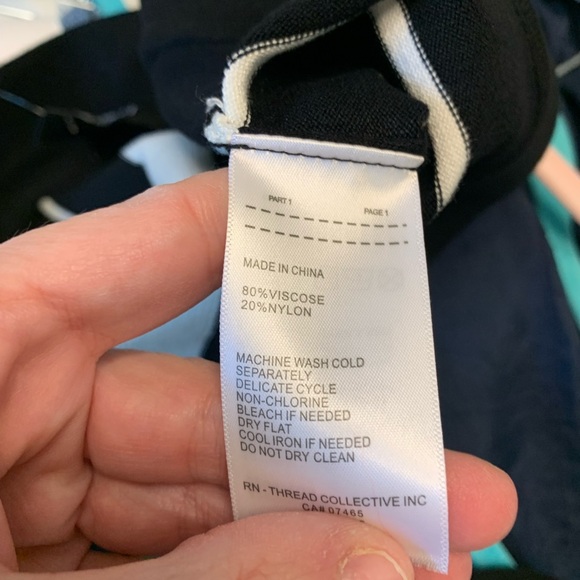 PART 1 PAGE 1
MADE IN CHINA
80%VISCOSE
20%NYLON
MACHINE WASH COLD
SEPARATELY
DELICATE CYCLE
NON-CHLORINE
BLEACH IF NEEDED
DRY FLAT
COOL IRON IF NEEDED
DO NOT DRY CLEAN
RN - THREAD COLLECTIVE INC
CA# 07465